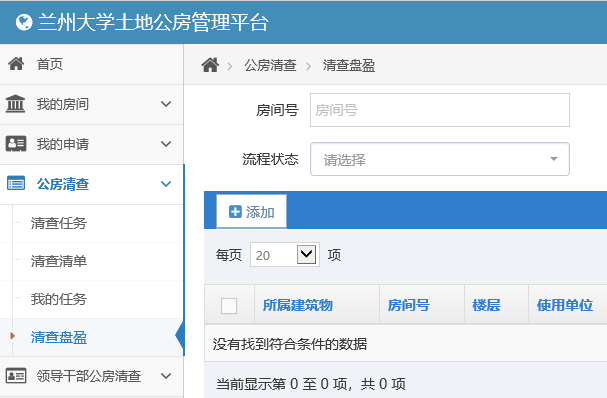 兰州大学土地公房管理平台
首页
我的房间
我的申请
公房清查
清查任务
清查清单
我的任务
清查盘盈
领导干部公房清查
公房清查 清查盘盈
房间号 房间号
流程状态 请选择
添加
每页 20 项
所属建筑物 房间号 楼层 使用单位
没有找到符合条件的数据
当前显示第 0 至 0 项，共 0 项